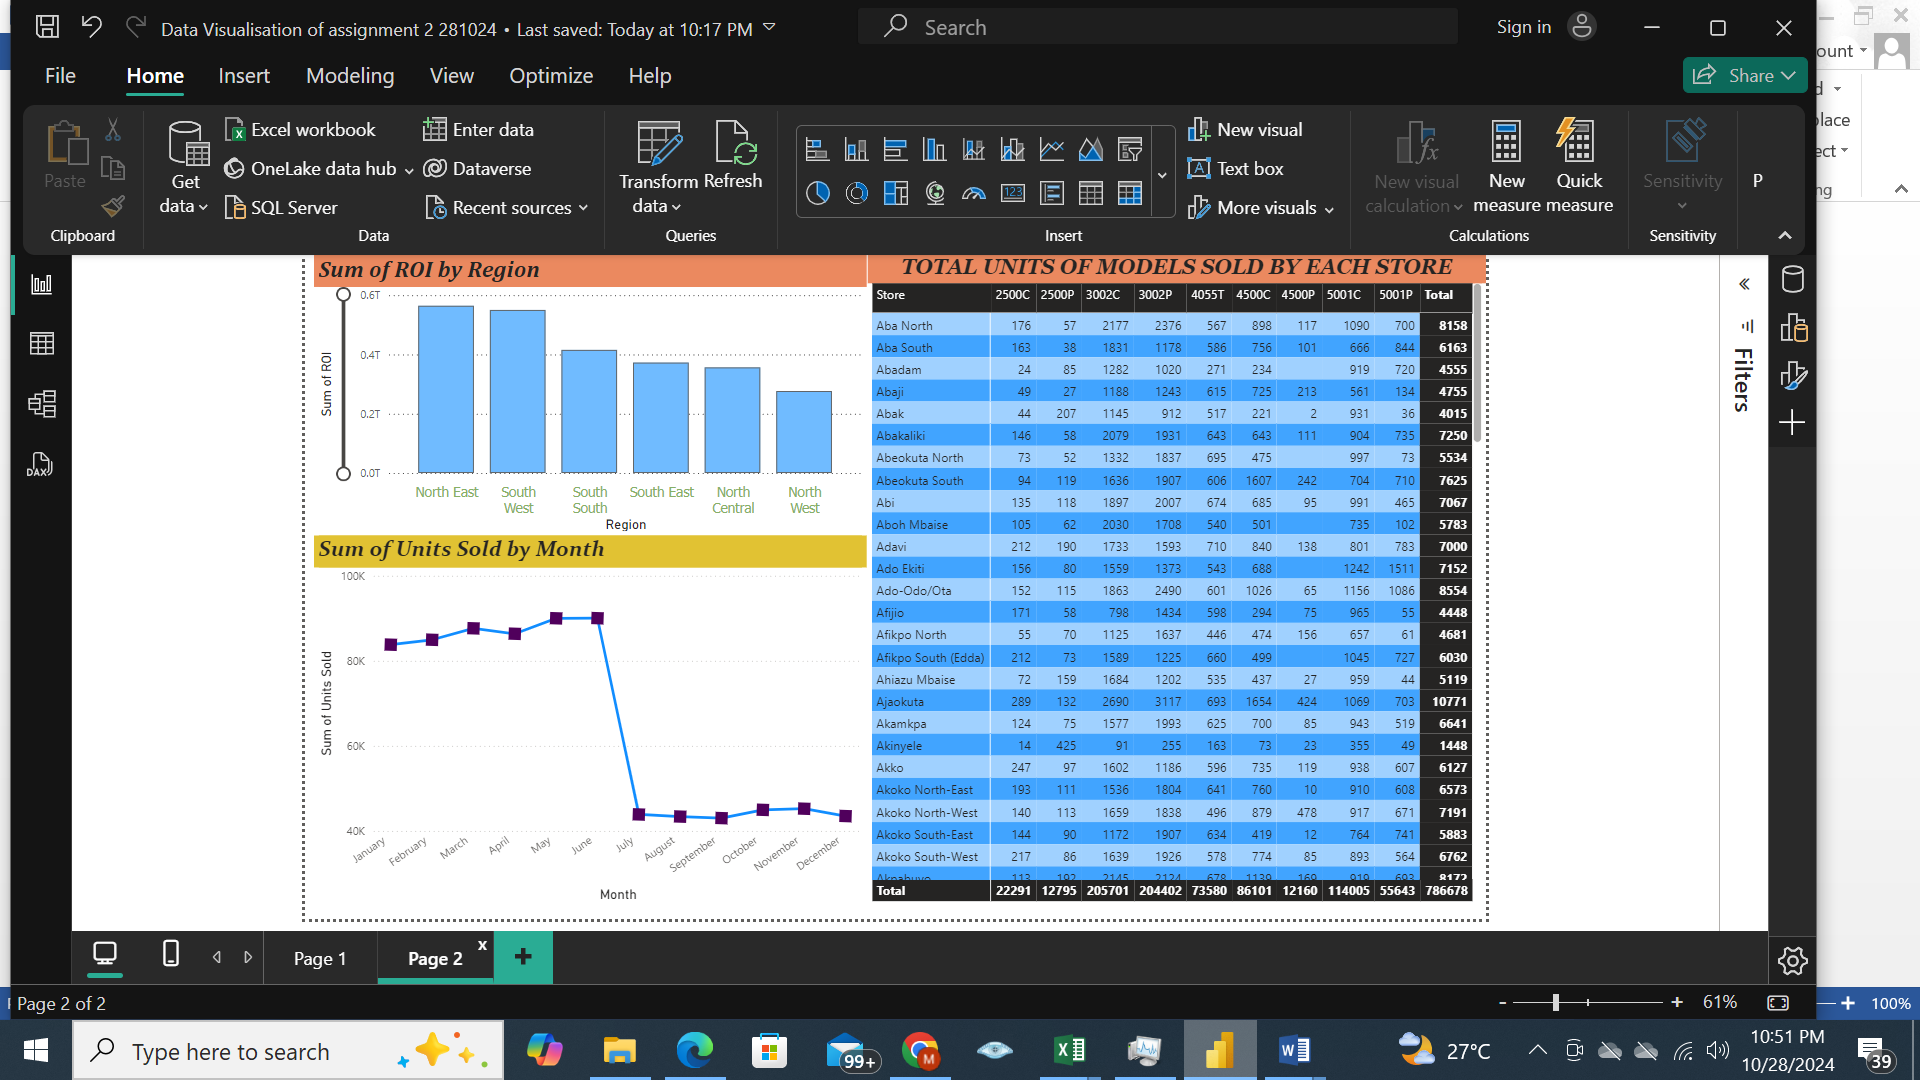 Data Visualisation of assignment 2 281024 • Last saved: Today at 10:17 PM
Search
Sign in
ount
File Home Insert Modeling View Optimize Help
Share
Paste
Clipboard
Get data
Excel workbook
OneLake data hub
SQL Server
Enter data
Dataverse
Recent sources
Data
Transform data
Refresh
Queries
New visual
Text box
More visuals
Insert
New visual calculation
New measure
Quick measure
Calculations
Sensitivity
Sensitivity
P
d
place
ect
ng
Sum of ROI by Region
0.6T
0.4T
0.2T
0.0T
Sum of ROI
North East South West South South South East North Central North West
Region
Sum of Units Sold by Month
100K
80K
60K
40K
Sum of Units Sold
January February March April May June July August September October November December
Month
TOTAL UNITS OF MODELS SOLD BY EACH STORE
Store 2500C 2500P 3002C 3002P 4055T 4500C 4500P 5001C 5001P Total
Aba North 176 57 2177 2376 567 898 117 1090 700 8158
Aba South 163 38 1831 1178 586 756 101 666 844 6163
Abadam 24 85 1282 1020 271 234 919 720 4555
Abaji 49 27 1188 1243 615 725 213 561 134 4755
Abak 44 207 1145 912 517 221 2 931 36 4015
Abakaliki 146 58 2079 1931 643 643 111 904 735 7250
Abeokuta North 73 52 1332 1837 695 475 997 73 5534
Abeokuta South 94 119 1636 1907 606 1607 242 704 710 7625
Abi 135 118 1897 2007 674 685 95 991 465 7067
Aboh Mbaise 105 62 2030 1708 540 501 735 102 5783
Adavi 212 190 1733 1593 710 840 138 801 783 7000
Ado Ekiti 156 80 1559 1373 543 688 1242 1511 7152
Ado-Odo/Ota 152 115 1863 2490 601 1026 65 1156 1086 8554
Afijio 171 58 798 1434 598 294 75 965 55 4448
Afikpo North 55 70 1125 1637 446 474 156 657 61 4681
Afikpo South (Edda) 212 73 1589 1225 660 499 1045 727 6030
Ahiazu Mbaise 72 159 1684 1202 535 437 27 959 44 5119
Ajaokuta 289 132 2690 3117 693 1654 424 1069 703 10771
Akamkpa 124 75 1577 1993 625 700 85 943 519 6641
Akinyele 14 425 91 255 163 73 23 355 49 1448
Akko 247 97 1602 1186 596 735 119 938 607 6127
Akoko North-East 193 111 1536 1804 641 760 10 910 608 6573
Akoko North-West 140 113 1659 1838 496 879 478 917 671 7191
Akoko South-East 144 90 1172 1907 634 419 12 764 741 5883
Akoko South-West 217 86 1639 1926 578 774 85 893 564 6762
Akpabuyo 113 192 2145 2124 678 1139 169 919 693 8172
Total 22291 12795 205701 204402 73580 86101 12160 114005 55643 786678
Filters
DAX
Page 1
Page 2
x
+
Page 2 of 2
- + 61%
+ 100%
Type here to search
99+
M
27°C
10:51 PM
10/28/2024
39